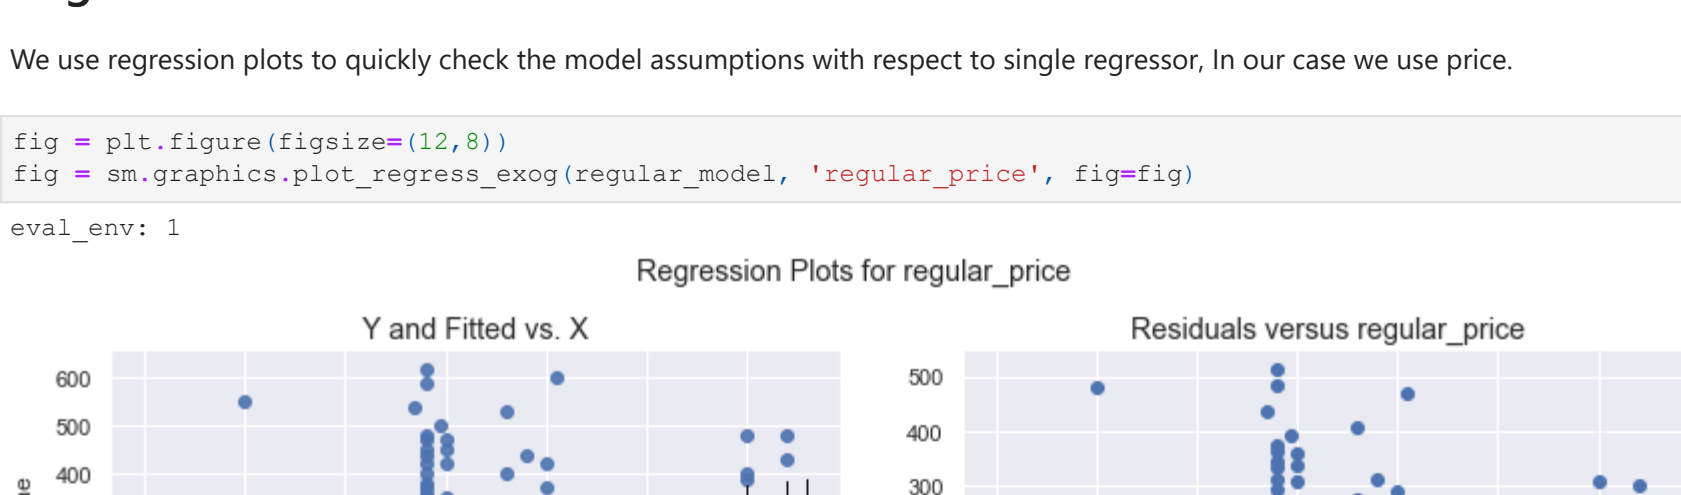 We use regression plots to quickly check the model assumptions with respect to single regressor, In our case we use price.
fig = plt.figure(figsize=(12,8))
fig = sm.graphics.plot_regress_exog(regular_model, 'regular_price', fig=fig)
eval_env: 1
Regression Plots for regular_price
Y and Fitted vs. X
600
500
400
Residuals versus regular_price
500
400
300